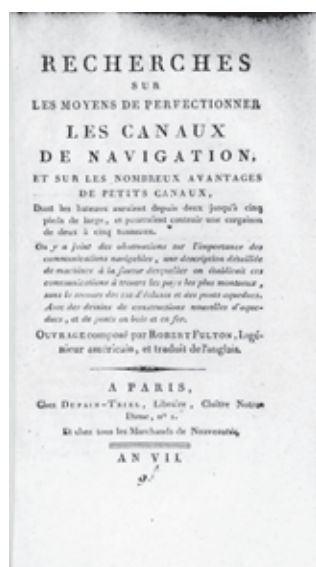 RECHERCHES
SUR
LES MOYENS DE PERFECTIONNER
LES CANAUX
DE NAVIGATION,
ET SUR LES NOMBREUX AVANTAGES
DE PETITS CANAUX,
Dont les bateaux auraient depuis deux jusqu'à cinq
pieds de large, et pourraient contenir une cargaison
de deux à cinq tonneaux.
On y a joint des observations sur l'importance des
communications navigables, une description détaillée
de machines à la faveur desquelles on établirait ces
communications à travers les pays les plus montueux,
sans le secours des sas d'écluses et des ponts aqueducs.
Avec des dessins de constructions nouvelles d'aque-
ducs, et de ponts en bois et en fer.
OUVRAGE composé par ROBERT FULTON, Ingé-
nieur américain, et traduit de l'anglais.
A PARIS,
Chez DUPAIN-TRIEL, Libraire, Cloître Notre-
Dame, n° 1.
Et chez tous les Marchands de Nouveautés,
AN VII.